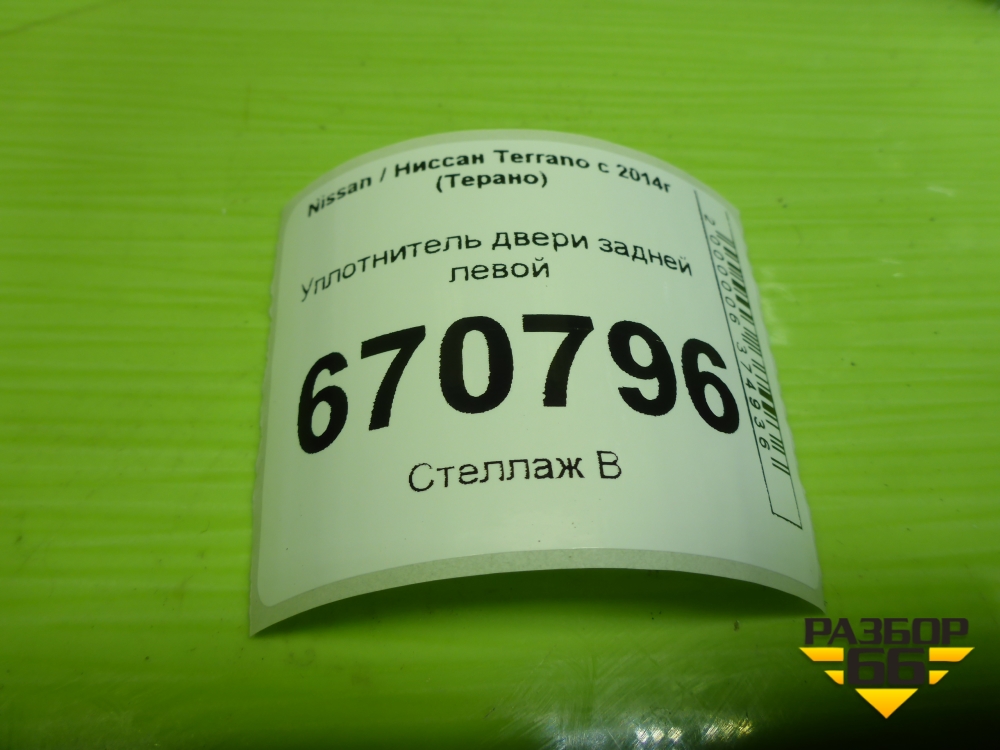 Nissan / Ниссан Terrano с 2014г
(Терано)
Уплотнитель двери задней
левой
670796
Стеллаж В
2000006374936
РАЗБОР
66